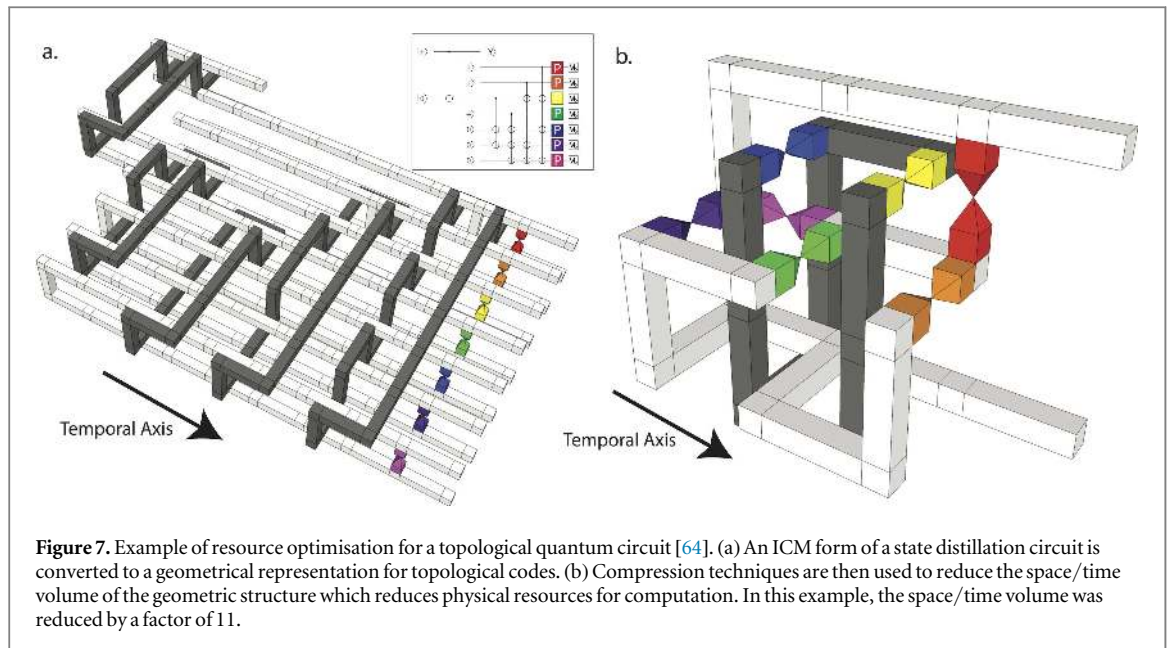 a.
P
P
P
P
P
P
b.
Temporal Axis
Temporal Axis
Figure 7. Example of resource optimisation for a topological quantum circuit [64]. (a) An ICM form of a state distillation circuit is
converted to a geometrical representation for topological codes. (b) Compression techniques are then used to reduce the space/time
volume of the geometric structure which reduces physical resources for computation. In this example, the space/time volume was
reduced by a factor of 11.